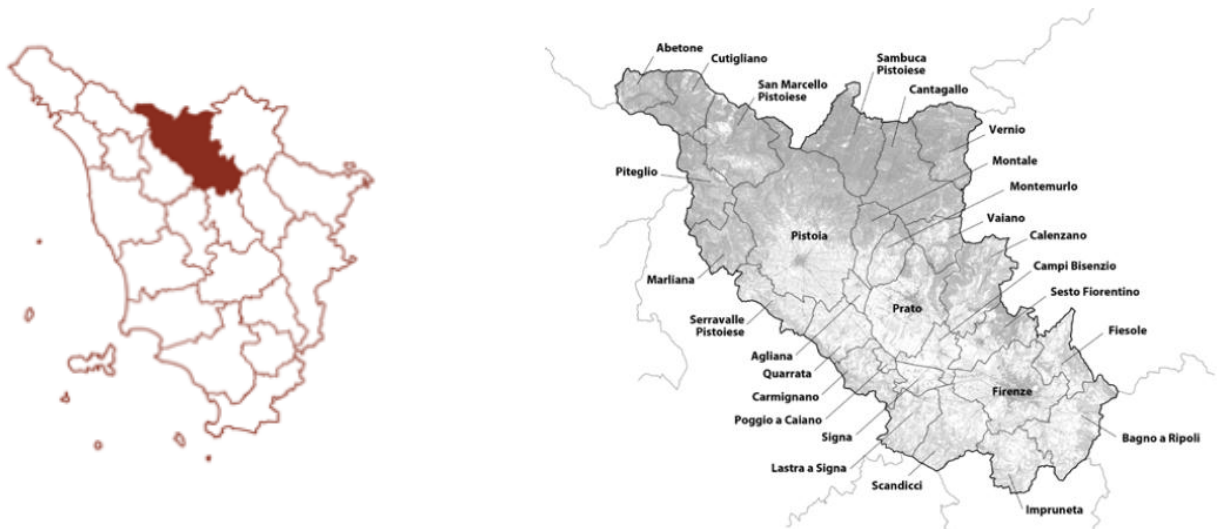 Abetone
Cutigliano
San Marcello
Pistoiese
Sambuca
Pistoiese
Cantagallo
Vernio
Montale
Montemurlo
Piteglio
Vaiano
Pistoia
Calenzano
Campi Bisenzio
Marliana
Sesto Fiorentino
Prato
Serravalle
Pistoiese
Fiesole
Agliana
Quarrata
Firenze
Carmignano
Poggio a Caiano
Signa
Bagno a Ripoli
Lastra a Signa
Scandicci
Impruneta